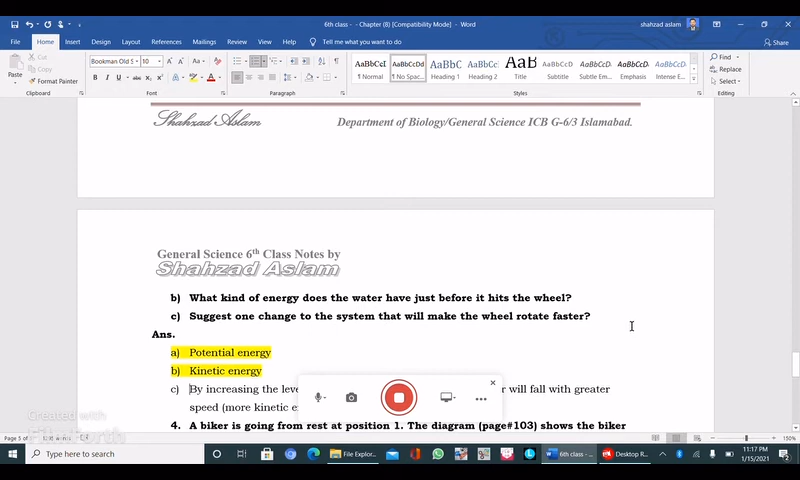 6th class - - Chapter (8) [Compatibility Mode] - Word
shahzad aslam
File Home Insert Design Layout References Mailings Review View Help Tell me what you want to do Share
Paste
Cut
Copy
Format Painter
Clipboard
Bookman Old S 10
Font
Paragraph
AaBbCcDd AaBbCcDd AaBbC AaBbCc AaB AaBbCcD AaBbCcDd AaBbCcDd AaBbCcDd
¶ Normal ¶ No Spac... Heading 1 Heading 2 Title Subtitle Subtle Em... Emphasis Intense E...
Styles
Find
Replace
Select
Editing
Shahzad Aslam Department of Biology/General Science ICB G-6/3 Islamabad.
General Science 6th Class Notes by
Shahzad Aslam
b) What kind of energy does the water have just before it hits the wheel?
c) Suggest one change to the system that will make the wheel rotate faster?
Ans.
a) Potential energy
b) Kinetic energy
c) By increasing the leve r will fall with greater
speed (more kinetic e
4. A biker is going from rest at position 1. The diagram (page#103) shows the biker
Created with
Page 5 of
words
150%
Type here to search
File Explor...
6th class - ...
Desktop R...
11:17 PM
1/15/2021